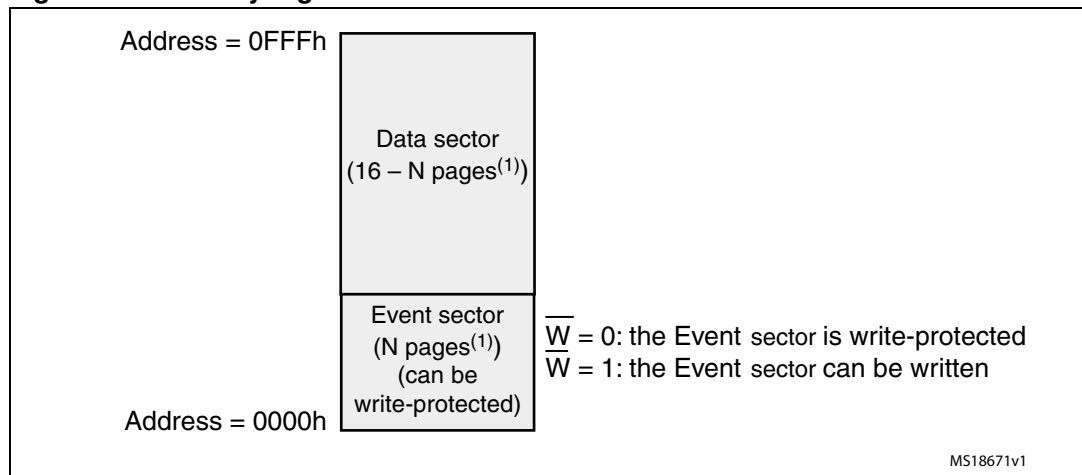 Address = 0FFFh
Data sector
(16 – N pages(1))
Event sector
(N pages(1))
(can be
write-protected)
W̅ = 0: the Event sector is write-protected
W̅ = 1: the Event sector can be written
Address = 0000h
MS18671v1